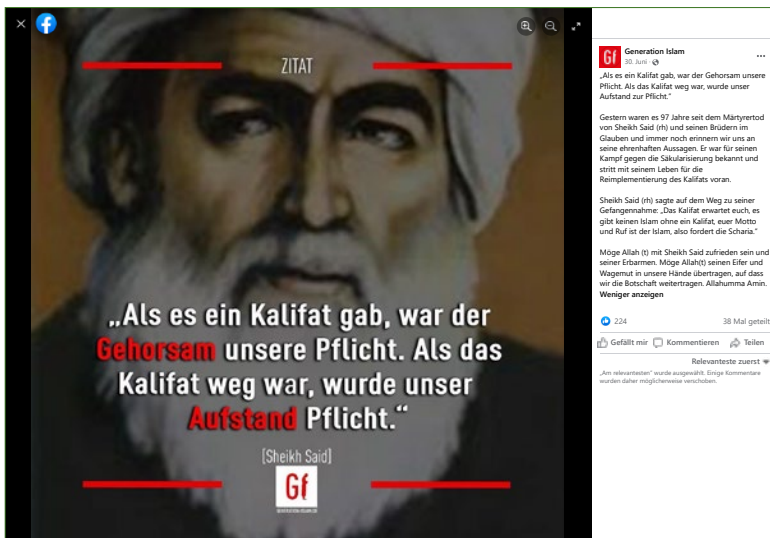 ZITAT
„Als es ein Kalifat gab, war der
Gehorsam unsere Pflicht. Als das
Kalifat weg war, wurde unser
Aufstand Pflicht.“
[Sheikh Said]
Gf
Generation Islam
30. Juni ·
„Als es ein Kalifat gab, war der Gehorsam unsere
Pflicht. Als das Kalifat weg war, wurde unser
Aufstand zur Pflicht.“
Gestern waren es 97 Jahre seit dem Märtyrertod
von Sheikh Said (rh) und seinen Brüdern im
Glauben und immer noch erinnern wir uns an
seine ehrenhaften Aussagen. Er war für seinen
Kampf gegen die Säkularisierung bekannt und
stritt mit seinem Leben für die
Reimplementierung des Kalifats voran.
Sheikh Said (rh) sagte auf dem Weg zu seiner
Gefangennahme: „Das Kalifat erwartet euch, es
gibt keinen Islam ohne ein Kalifat, euer Motto
und Ruf ist der Islam, also fordert die Scharia.“
Möge Allah (t) mit Sheikh Said zufrieden sein und
seiner Erbarmen. Möge Allah(t) seinen Eifer und
Wagemut in unsere Hände übertragen, auf dass
wir die Botschaft weitertragen. Allahumma Amin.
Weniger anzeigen
224 38 Mal geteilt
Gefällt mir Kommentieren Teilen
Relevanteste zuerst
„Am relevantesten“ wurde ausgewählt. Einige Kommentare
wurden daher möglicherweise verschoben.